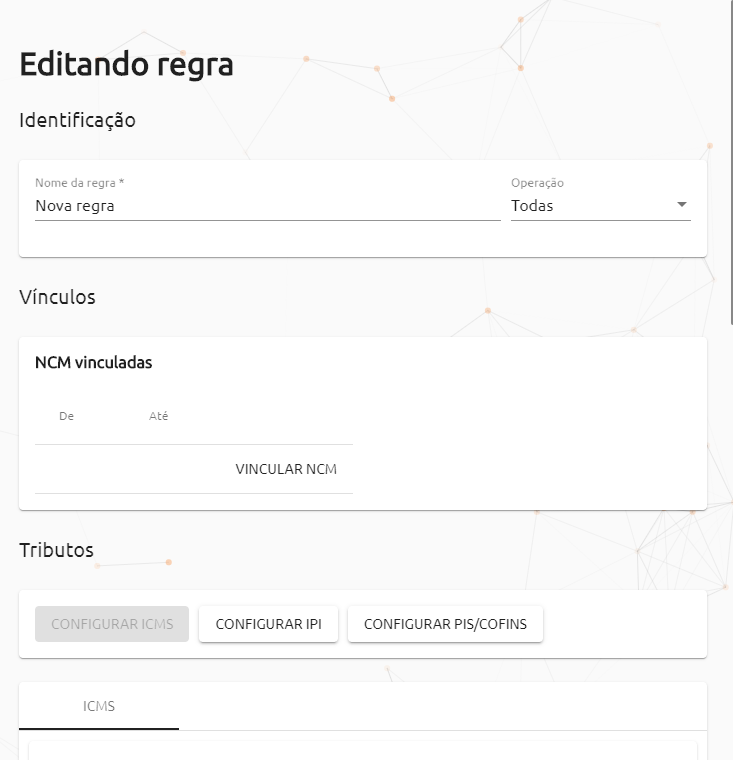 Editando regra
Identificação
Nome da regra * Operação
Nova regra Todas
Vínculos
NCM vinculadas
De Até
VINCULAR NCM
Tributos
CONFIGURAR ICMS CONFIGURAR IPI CONFIGURAR PIS/COFINS
ICMS